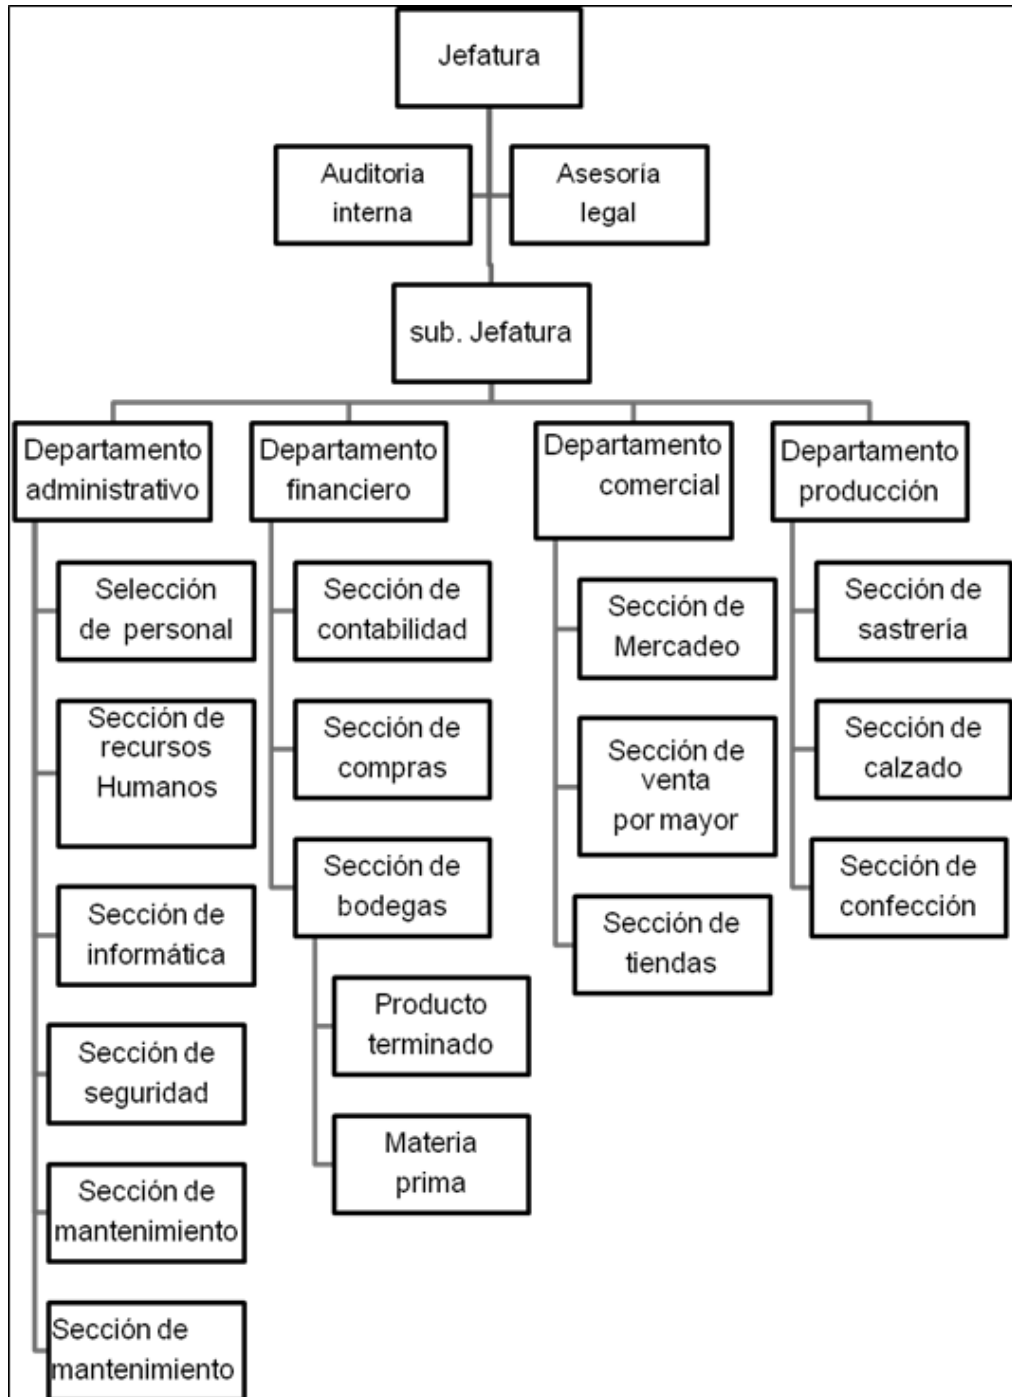 Jefatura
Auditoria
interna
Asesoría
legal
sub. Jefatura
Departamento
administrativo
Selección
de personal
Sección de
recursos
Humanos
Sección de
informática
Sección de
seguridad
Sección de
mantenimiento
Sección de
mantenimiento
Departamento
financiero
Sección de
contabilidad
Sección de
compras
Sección de
bodegas
Producto
terminado
Materia
prima
Departamento
comercial
Sección de
Mercadeo
Sección de
venta
por mayor
Sección de
tiendas
Departamento
producción
Sección de
sastrería
Sección de
calzado
Sección de
confección